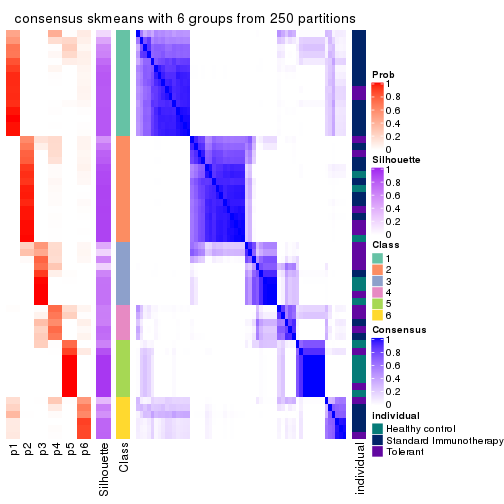 consensus skmeans with 6 groups from 250 partitions
Prob
1
0.8
0.6
0.4
0.2
0
Silhouette
1
0.8
0.6
0.4
0.2
0
Class
1
2
3
4
5
6
Consensus
1
0.8
0.6
0.4
0.2
0
individual
Healthy control
Standard Immunotherapy
Tolerant
p1
p2
p3
p4
p5
p6
Silhouette
Class
individual